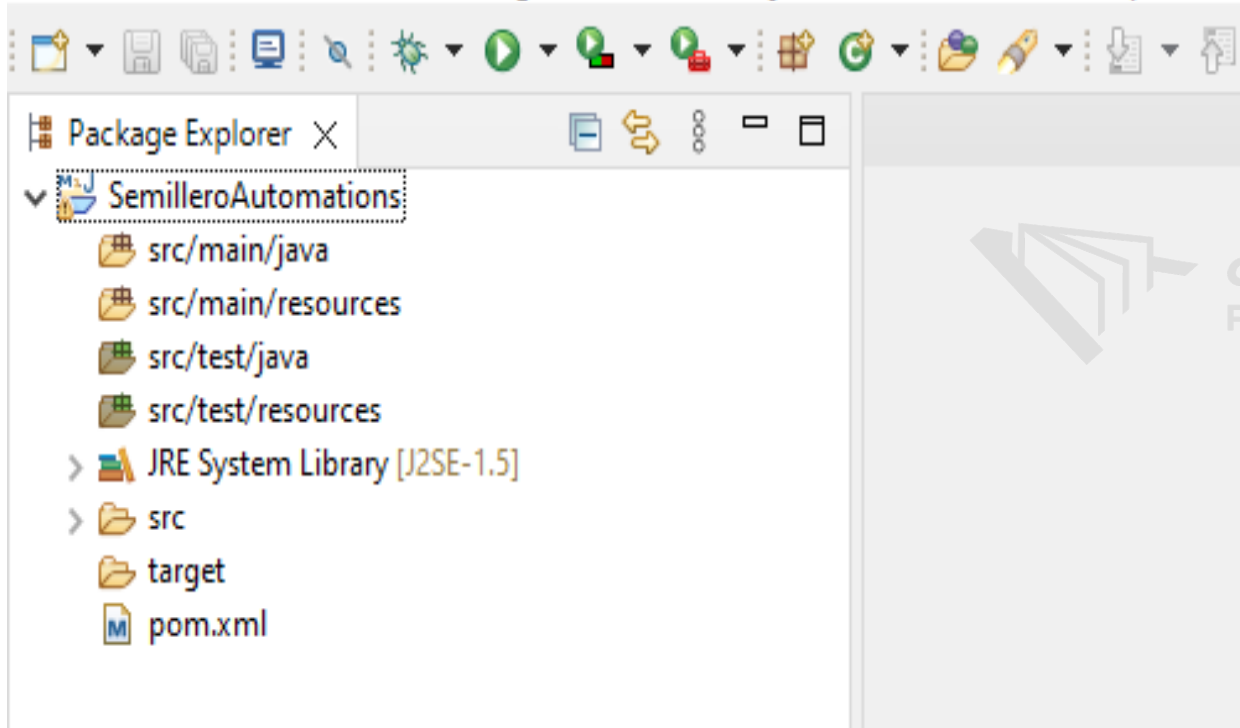 Package Explorer
SemilleroAutomations
src/main/java
src/main/resources
src/test/java
src/test/resources
JRE System Library [J2SE-1.5]
src
target
pom.xml